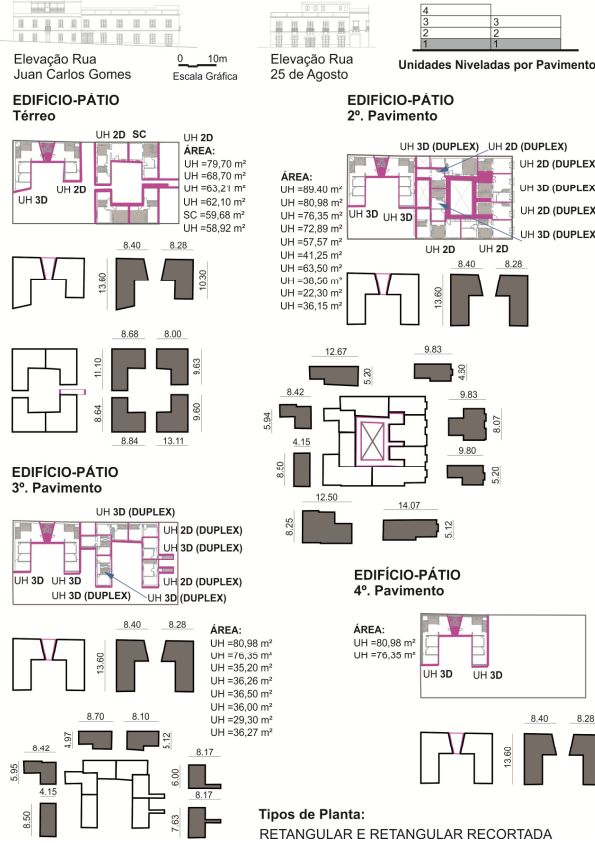 Elevação Rua
Juan Carlos Gomes
0 10m
Escala Gráfica
Elevação Rua
25 de Agosto
4
3 3
2 2
1 1
Unidades Niveladas por Pavimento
EDIFÍCIO-PÁTIO
Térreo
UH 2D SC
UH 2D
UH 3D
UH 2D
ÁREA:
UH =79,70 m²
UH =68,70 m²
UH =63,21 m²
UH =62,10 m²
SC =59,68 m²
UH =58,92 m²
8.40 8.28
13.60
10.30
8.68 8.00
11.10
9.63
8.64
9.60
8.84 13.11
EDIFÍCIO-PÁTIO
2º. Pavimento
UH 3D (DUPLEX) UH 2D (DUPLEX)
UH 2D (DUPLEX)
UH 3D (DUPLEX)
UH 2D (DUPLEX)
UH 3D (DUPLEX)
UH 3D UH 3D
UH 2D UH 2D
ÁREA:
UH =89,40 m²
UH =80,98 m²
UH =76,35 m²
UH =72,89 m²
UH =57,57 m²
UH =41,25 m²
UH =63,50 m²
UH =38,56 m²
UH =22,30 m²
UH =36,15 m²
8.40 8.28
13.60
12.67
5.20
9.83
4.80
8.42
5.94
9.83
8.07
4.15
8.50
9.80
5.20
12.50
8.25
14.07
5.12
EDIFÍCIO-PÁTIO
3º. Pavimento
UH 3D (DUPLEX)
UH 2D (DUPLEX)
UH 3D (DUPLEX)
UH 2D (DUPLEX)
UH 3D UH 3D
UH 3D (DUPLEX)
UH 3D (DUPLEX)
8.40 8.28
13.60
ÁREA:
UH =80,98 m²
UH =76,35 m²
UH =35,20 m²
UH =36,26 m²
UH =36,50 m²
UH =36,00 m²
UH =29,30 m²
UH =36,27 m²
8.70 8.10
4.97
5.12
8.42
5.95
8.17
6.00
4.15
8.50
8.17
7.63
EDIFÍCIO-PÁTIO
4º. Pavimento
ÁREA:
UH =80,98 m²
UH =76,35 m²
UH 3D UH 3D
8.40 8.28
13.60
Tipos de Planta:
RETANGULAR E RETANGULAR RECORTADA